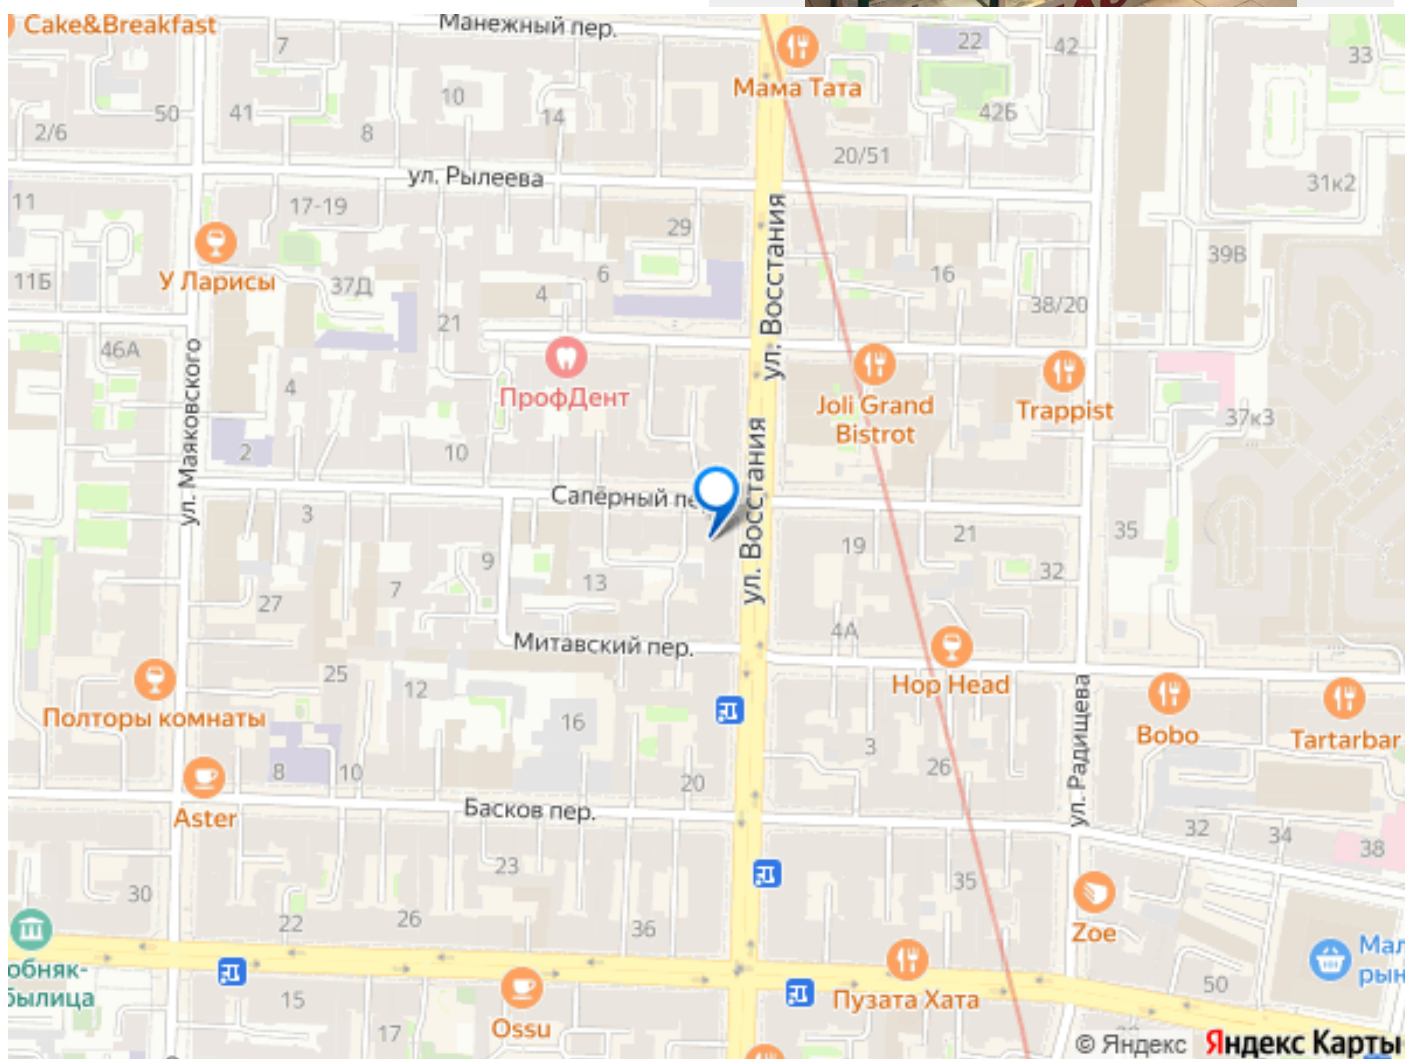 Cake&Breakfast
Манежный пер.
7
22
42
33
Мама Тата
50
41
10
14
42Б
2/6
8
20/51
ул. Рылеева
31к2
11
17-19
29
ул. Восстания
39В
У Ларисы
11Б
37Д
4
6
16
38/20
21
46А
ул. Маяковского
ПрофДент
Joli Grand
Bistrot
Trappist
4
37к3
2
10
ул. Восстания
Сапёрный пе
3
9
19
21
35
27
7
13
32
4А
Митавский пер.
25
12
Hop Head
Полторы комнаты
16
ул. Радищева
Bobo
Tartarbar
3
26
8
10
20
Aster
Басков пер.
32
34
38
23
30
35
22
26
36
Zoe
обняк-
былица
Мал
рын
15
17
Ossu
Пузата Хата
50
© Яндекс Яндекс Карты